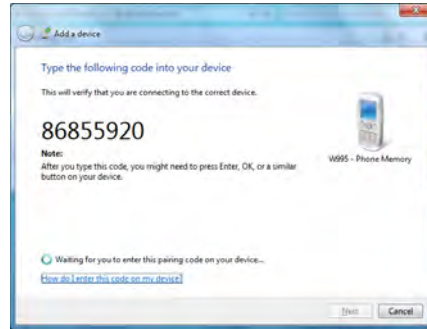 Add a device
Type the following code into your device
This will verify that you are connecting to the correct device.
86855920
Note:
After you type this code, you might need to press Enter, OK, or a similar
button on your device.
W995 - Phone Memory
Waiting for you to enter this pairing code on your device...
How do I enter this code on my device?
Next
Cancel